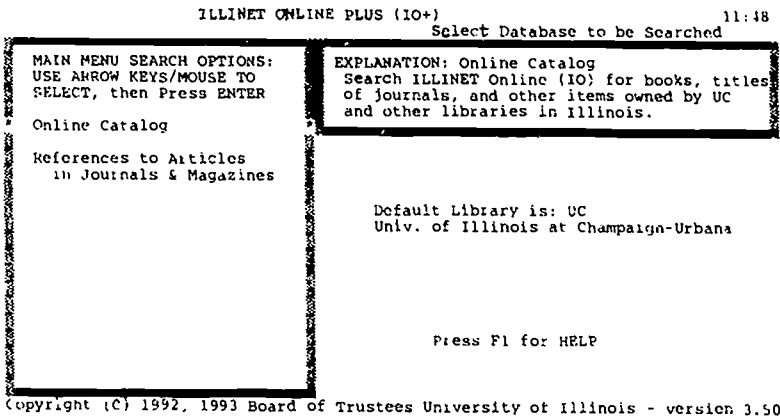 ILLINET ONLINE PLUS (IO+) 11:48
Select Database to be Searched
MAIN MENU SEARCH OPTIONS:
USE ARROW KEYS/MOUSE TO
SELECT, then Press ENTER
Online Catalog
References to Articles
in Journals & Magazines
EXPLANATION: Online Catalog
Search ILLINET Online (IO) for books, titles
of journals, and other items owned by UC
and other libraries in Illinois.
Default Library is: UC
Univ. of Illinois at Champaign-Urbana
Press F1 for HELP
Copyright (C) 1992, 1993 Board of Trustees University of Illinois - version 3.50